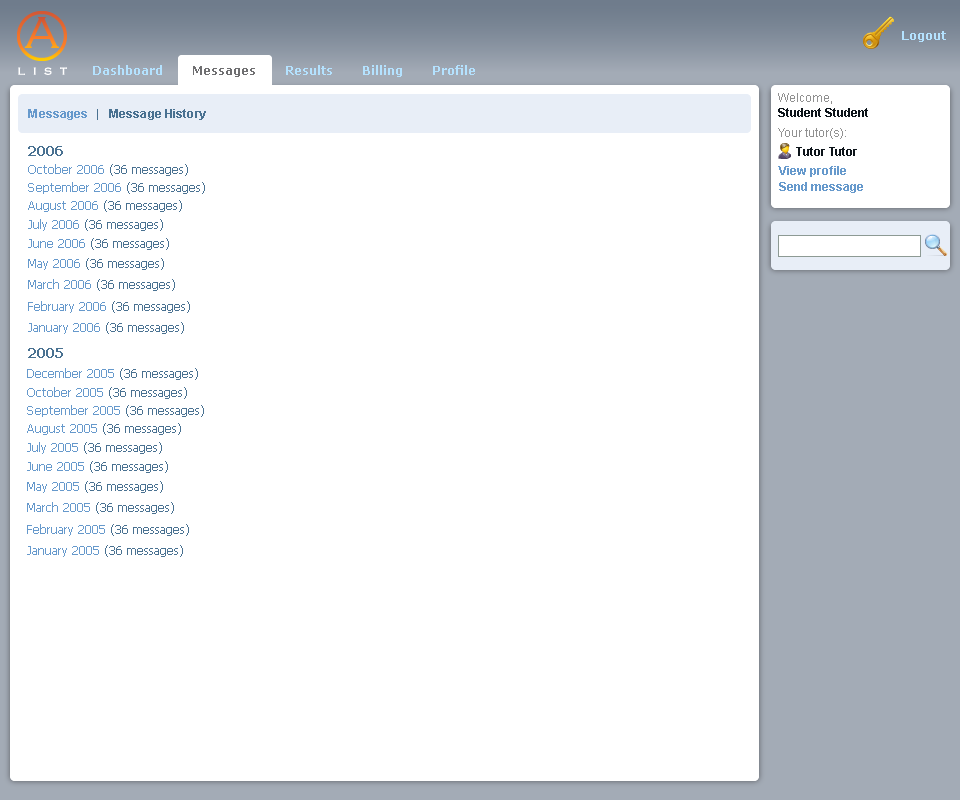 A
LIST
Logout
Dashboard Messages Results Billing Profile
Messages | Message History
2006
October 2006 (36 messages)
September 2006 (36 messages)
August 2006 (36 messages)
July 2006 (36 messages)
June 2006 (36 messages)
May 2006 (36 messages)
March 2006 (36 messages)
February 2006 (36 messages)
January 2006 (36 messages)
2005
December 2005 (36 messages)
October 2005 (36 messages)
September 2005 (36 messages)
August 2005 (36 messages)
July 2005 (36 messages)
June 2005 (36 messages)
May 2005 (36 messages)
March 2005 (36 messages)
February 2005 (36 messages)
January 2005 (36 messages)
Welcome,
Student Student
Your tutor(s):
Tutor Tutor
View profile
Send message